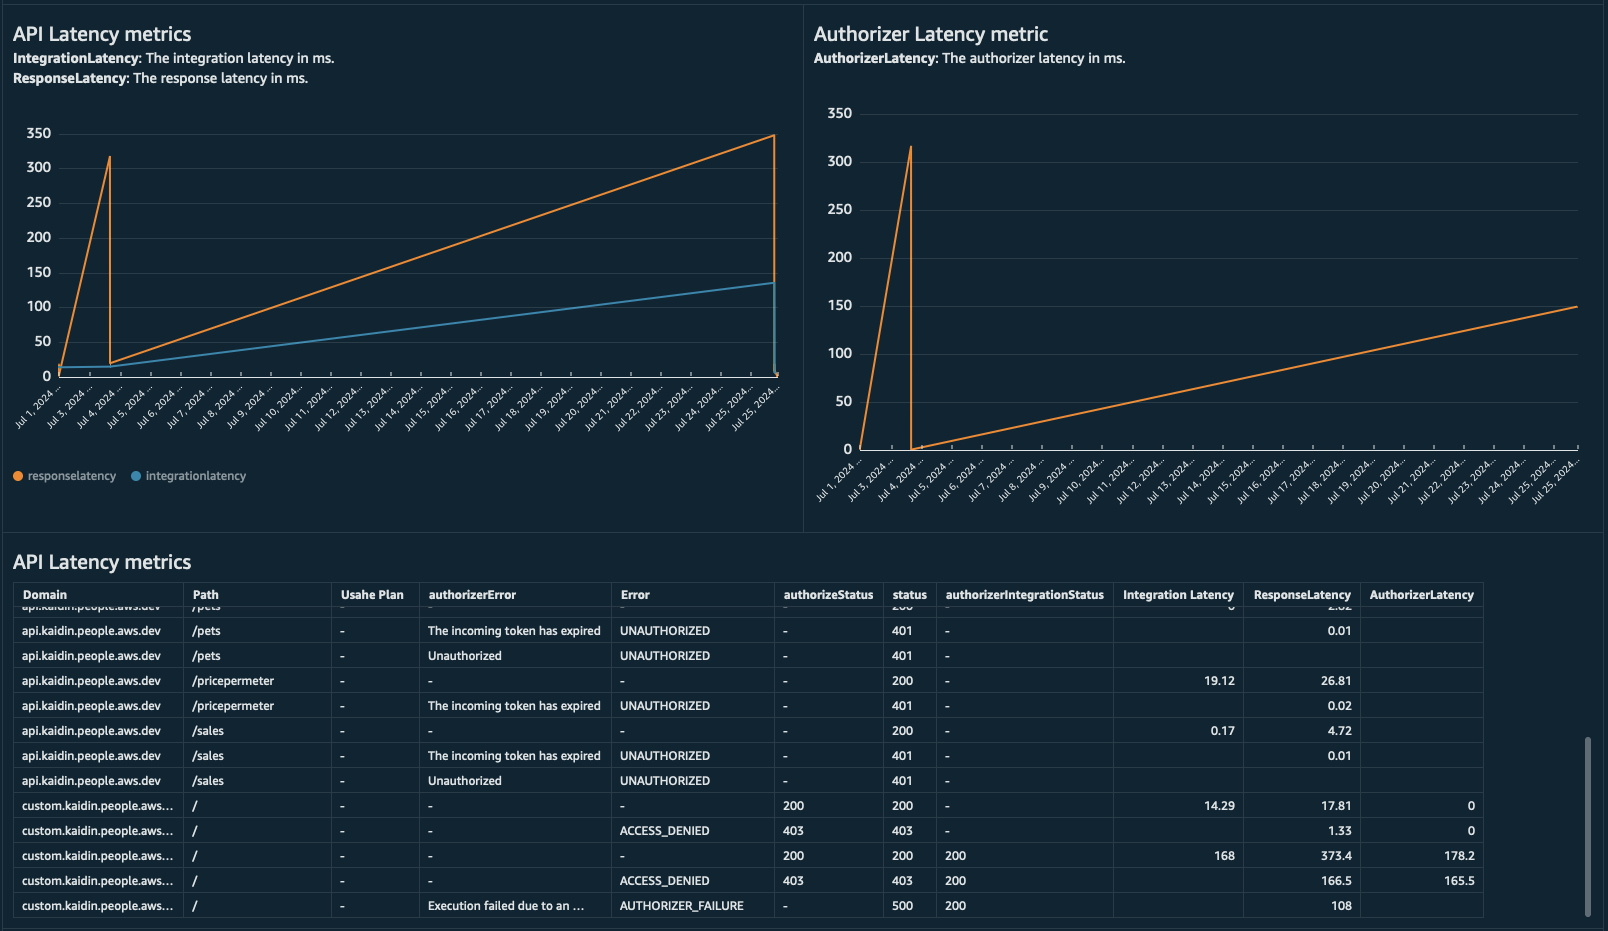 API Latency metrics
IntegrationLatency: The integration latency in ms.
ResponseLatency: The response latency in ms.
350
300
250
200
150
100
50
0
Jul 1, 2024...
Jul 3, 2024...
Jul 4, 2024...
Jul 5, 2024...
Jul 6, 2024...
Jul 7, 2024...
Jul 8, 2024...
Jul 9, 2024...
Jul 10, 2024...
Jul 11, 2024...
Jul 12, 2024...
Jul 13, 2024...
Jul 14, 2024...
Jul 15, 2024...
Jul 16, 2024...
Jul 17, 2024...
Jul 18, 2024...
Jul 19, 2024...
Jul 20, 2024...
Jul 21, 2024...
Jul 22, 2024...
Jul 23, 2024...
Jul 24, 2024...
Jul 25, 2024...
Jul 25, 2024...
responselatency integrationlatency
Authorizer Latency metric
AuthorizerLatency: The authorizer latency in ms.
350
300
250
200
150
100
50
0
Jul 1, 2024...
Jul 3, 2024...
Jul 4, 2024...
Jul 5, 2024...
Jul 6, 2024...
Jul 7, 2024...
Jul 8, 2024...
Jul 9, 2024...
Jul 10, 2024...
Jul 11, 2024...
Jul 12, 2024...
Jul 13, 2024...
Jul 14, 2024...
Jul 15, 2024...
Jul 16, 2024...
Jul 17, 2024...
Jul 18, 2024...
Jul 19, 2024...
Jul 20, 2024...
Jul 21, 2024...
Jul 22, 2024...
Jul 23, 2024...
Jul 24, 2024...
Jul 25, 2024...
Jul 25, 2024...
API Latency metrics
Domain Path Usahe Plan authorizerError Error authorizeStatus status authorizerIntegrationStatus Integration Latency ResponseLatency AuthorizerLatency
api.kaidin.people.aws.dev /pets - - - - 200 - 0 2.82
api.kaidin.people.aws.dev /pets - The incoming token has expired UNAUTHORIZED - 401 - 0.01
api.kaidin.people.aws.dev /pets - Unauthorized UNAUTHORIZED - 401 -
api.kaidin.people.aws.dev /pricepermeter - - - - 200 - 19.12 26.81
api.kaidin.people.aws.dev /pricepermeter - The incoming token has expired UNAUTHORIZED - 401 - 0.02
api.kaidin.people.aws.dev /sales - - - - 200 - 0.17 4.72
api.kaidin.people.aws.dev /sales - The incoming token has expired UNAUTHORIZED - 401 - 0.01
api.kaidin.people.aws.dev /sales - Unauthorized UNAUTHORIZED - 401 -
custom.kaidin.people.aws... / - - - 200 200 - 14.29 17.81 0
custom.kaidin.people.aws... / - - ACCESS_DENIED 403 403 - 1.33 0
custom.kaidin.people.aws... / - - - 200 200 200 168 373.4 178.2
custom.kaidin.people.aws... / - - ACCESS_DENIED 403 403 200 166.5 165.5
custom.kaidin.people.aws... / - Execution failed due to an ... AUTHORIZER_FAILURE - 500 200 108